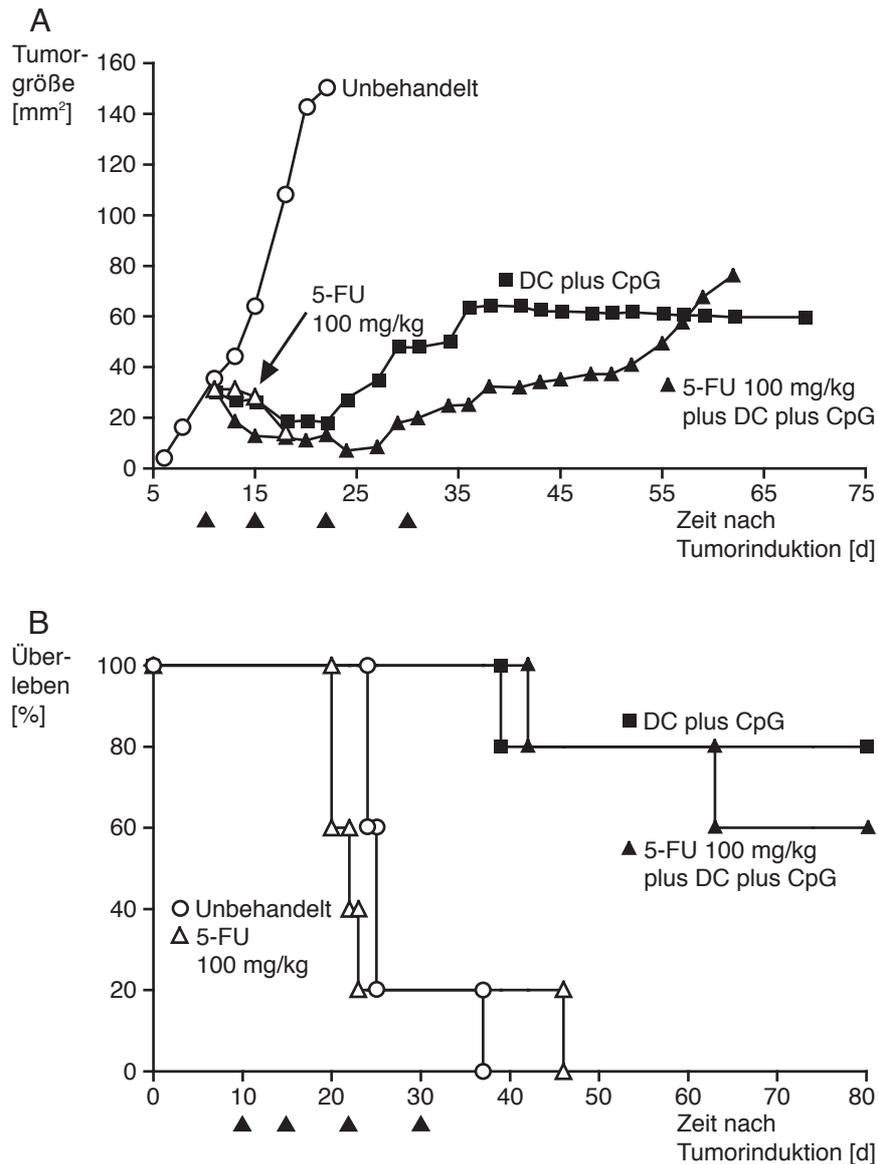 A
Tumor-
größe
[mm²]
160
140
120
100
80
60
40
20
0
Unbehandelt
5-FU
100 mg/kg
DC plus CpG
5-FU 100 mg/kg
plus DC plus CpG
5 15 25 35 45 55 65 75
Zeit nach
Tumorinduktion [d]
B
Über-
leben
[%]
100
80
60
40
20
0
DC plus CpG
5-FU 100 mg/kg
plus DC plus CpG
Unbehandelt
5-FU
100 mg/kg
0 10 20 30 40 50 60 70 80
Zeit nach
Tumorinduktion [d]